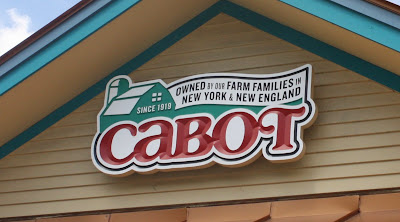 OWNED BY OUR FARM FAMILIES IN
NEW YORK & NEW ENGLAND
SINCE 1919
CABOT